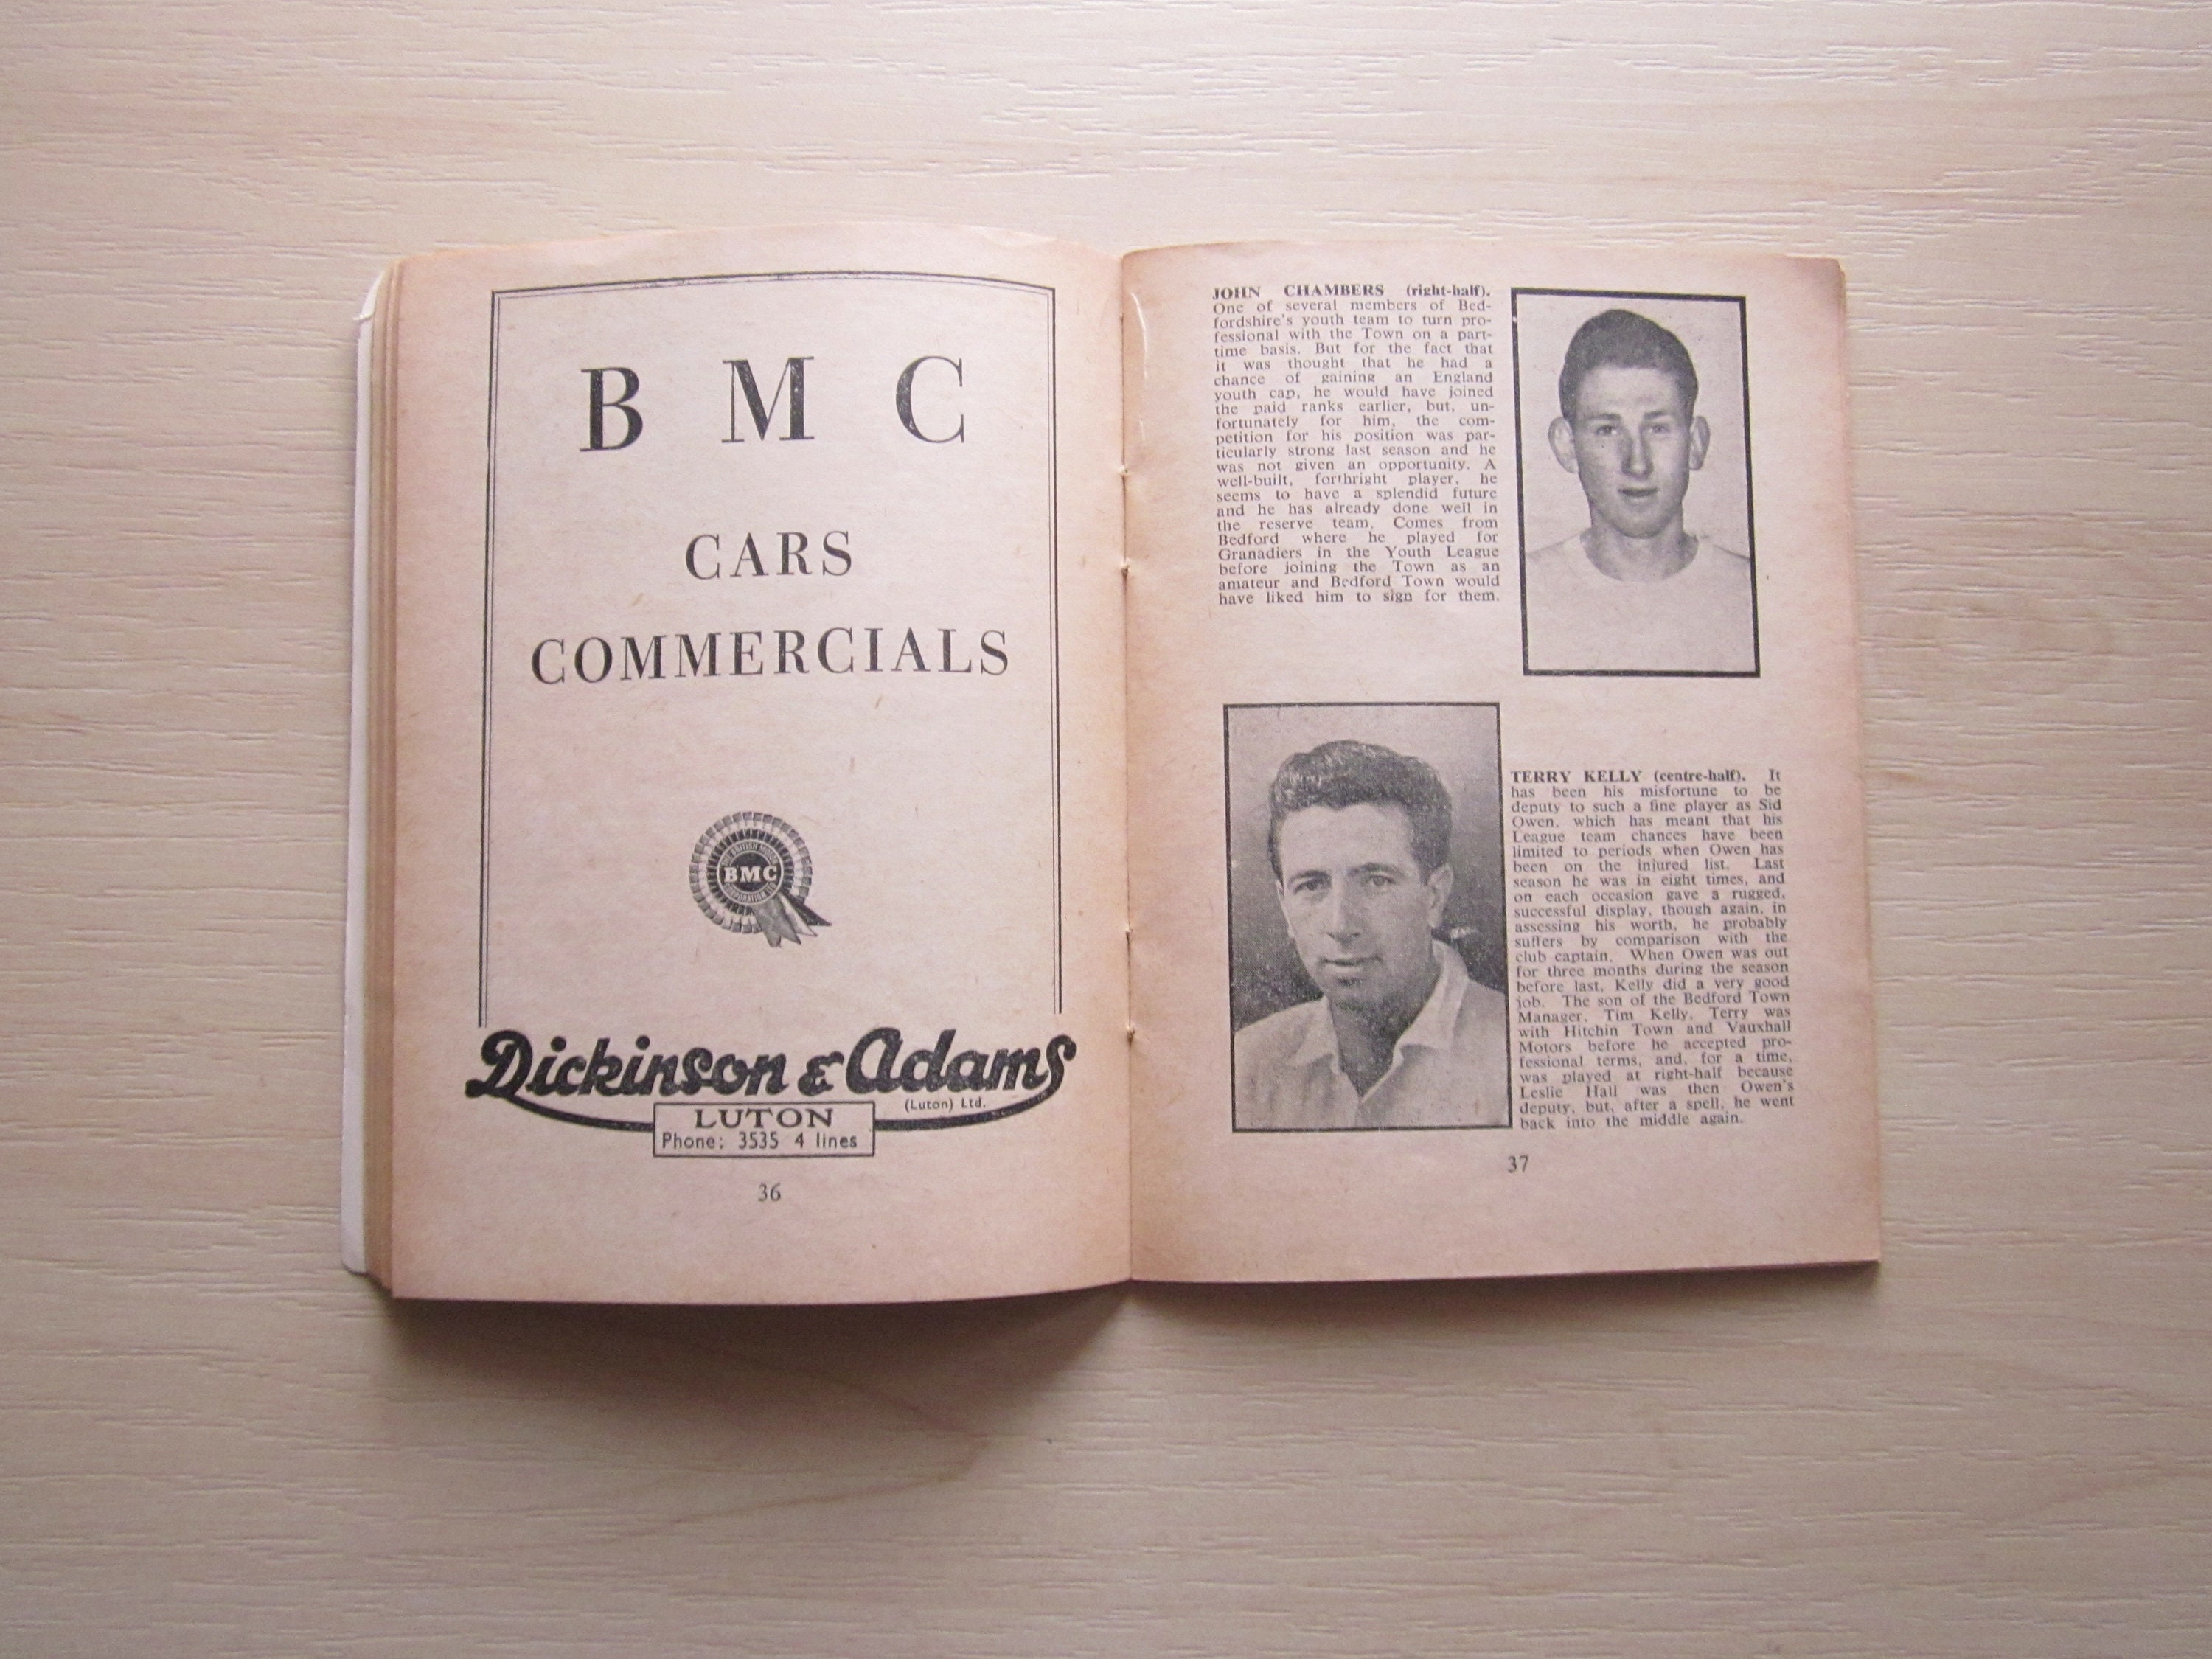 B M C
CARS
COMMERCIALS
THE BRITISH MOTOR
BMC
CORPORATION LTD
Dickinson & Adams
(Luton) Ltd.
LUTON
Phone: 3535 4 lines
36
JOHN CHAMBERS (right-half).
One of several members of Bed-
fordshire's youth team to turn pro-
fessional with the Town on a part-
time basis. But for the fact that
it was thought that he had a
chance of gaining an England
youth cap, he would have joined
the paid ranks earlier, but, un-
fortunately for him, the com-
petition for his position was par-
ticularly strong last season and he
was not given an opportunity. A
well-built, forthright player, he
seems to have a splendid future
and he has already done well in
the reserve team. Comes from
Bedford where he played for
Granadiers in the Youth League
before joining the Town as an
amateur and Bedford Town would
have liked him to sign for them.
TERRY KELLY (centre-half). It
has been his misfortune to be
deputy to such a fine player as Sid
Owen, which has meant that his
League team chances have been
limited to periods when Owen has
been on the injured list. Last
season he was in eight times, and
on each occasion gave a rugged,
successful display, though again, in
assessing his worth, he probably
suffers by comparison with the
club captain. When Owen was out
for three months during the season
before last, Kelly did a very good
job. The son of the Bedford Town
Manager, Tim Kelly, Terry was
with Hitchin Town and Vauxhall
Motors before he accepted pro-
fessional terms, and, for a time,
was played at right-half because
Leslie Hall was then Owen's
deputy, but, after a spell, he went
back into the middle again.
37